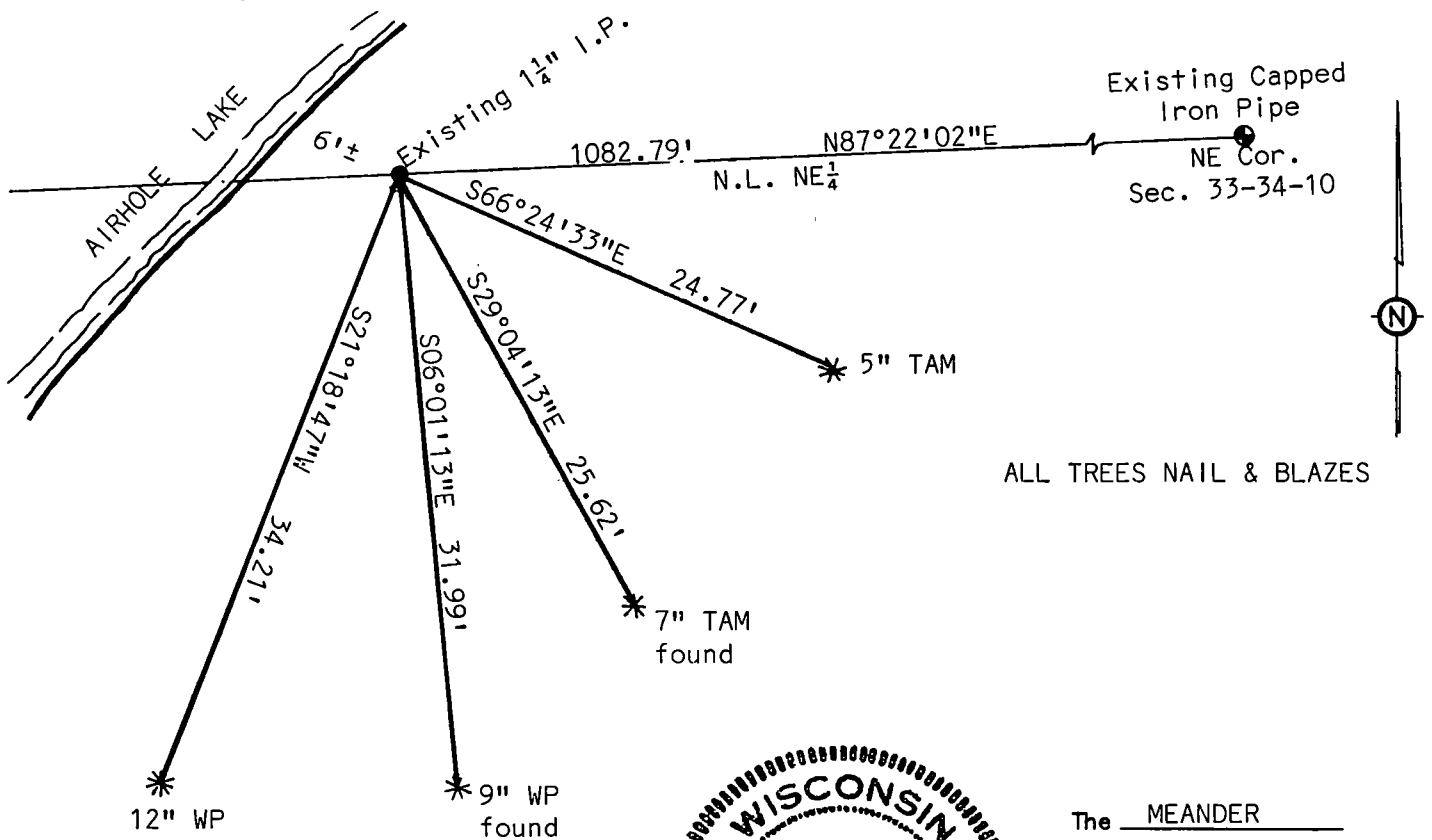 AIRHOLE LAKE
6'±
Existing 1¼" I.P.
1082.79'
N87°22'02"E
N.L. NE¼
Existing Capped
Iron Pipe
NE Cor.
Sec. 33-34-10
S66°24'33"E 24.77'
5" TAM
S29°04'13"E 25.62'
7" TAM
found
S06°01'13"E 31.99'
9" WP
found
S21°18'47"W 34.21'
12" WP
N
ALL TREES NAIL & BLAZES
WISCONSIN
The MEANDER